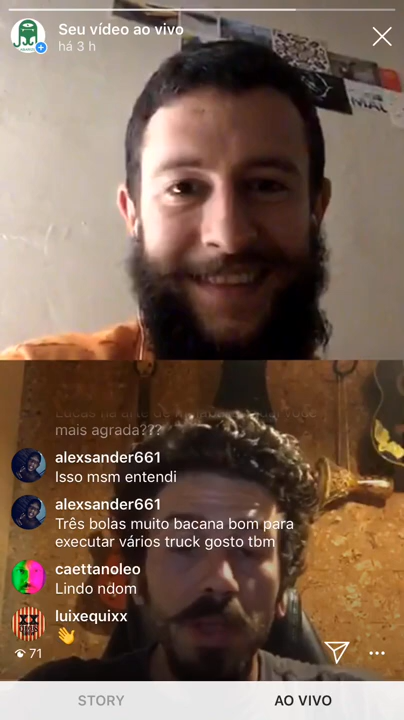 Seu vídeo ao vivo
há 3 h
mais agrada???
alexsander661
Isso msm entendi
alexsander661
Três bolas muito bacana bom para
executar vários truck gosto tbm
caettanoleo
Lindo ndom
luixequixx
👋
71
STORY
AO VIVO